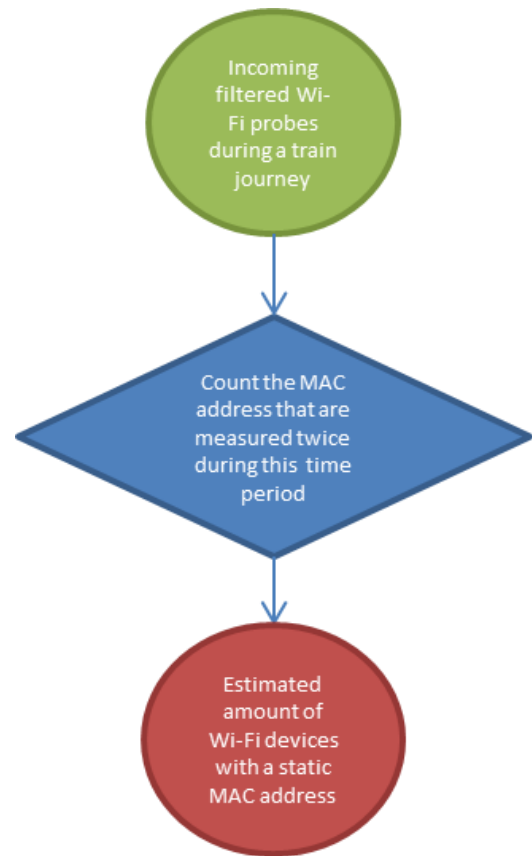 Incoming
filtered Wi-
Fi probes
during a train
journey
Count the MAC
address that are
measured twice
during this time
period
Estimated
amount of
Wi-Fi devices
with a static
MAC address